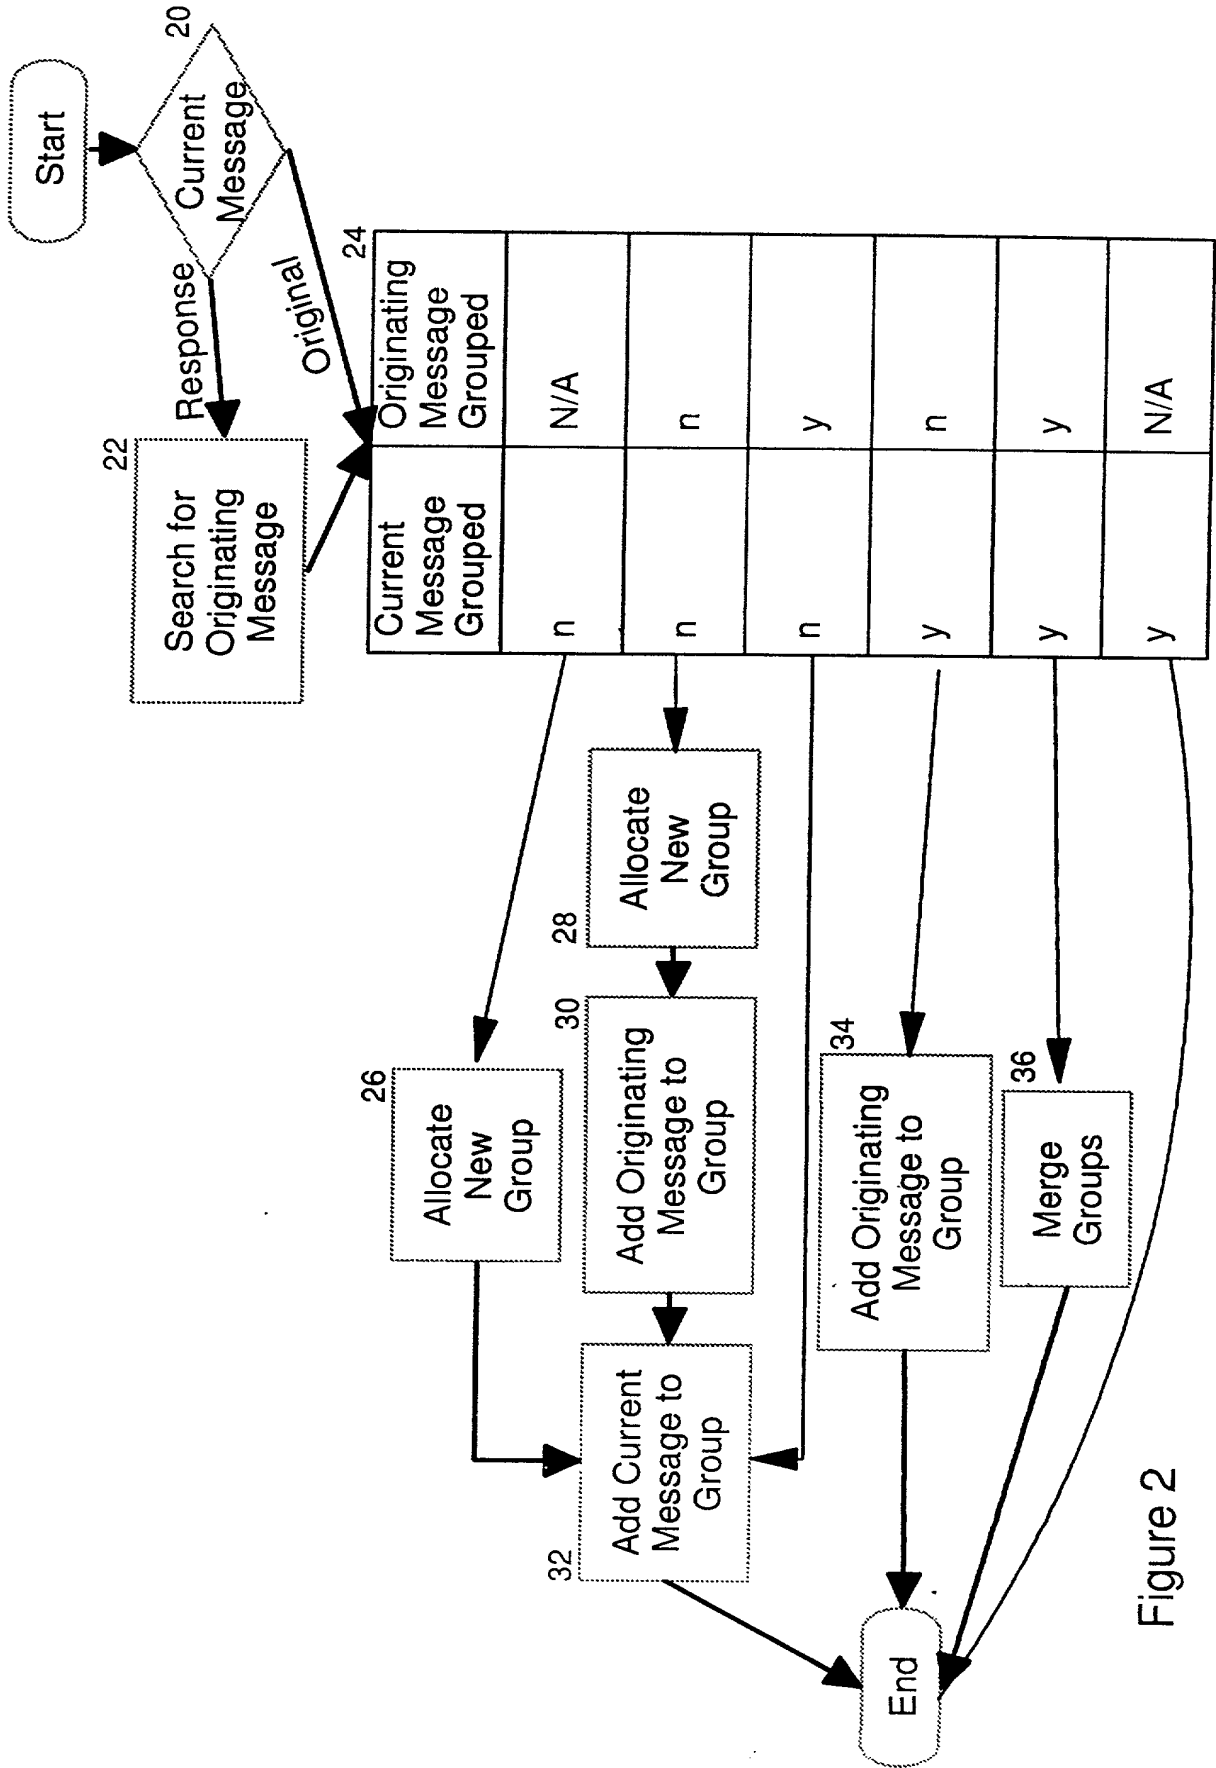 Start
20
Current
Message
Response
Original
22
Search for
Originating
Message
24
Current
Message
Grouped
Originating
Message
Grouped
n N/A
n n
n y
y n
y y
y N/A
26
Allocate
New
Group
28
Allocate
New
Group
30
Add Originating
Message to
Group
32
Add Current
Message to
Group
34
Add Originating
Message to
Group
36
Merge
Groups
End
Figure 2